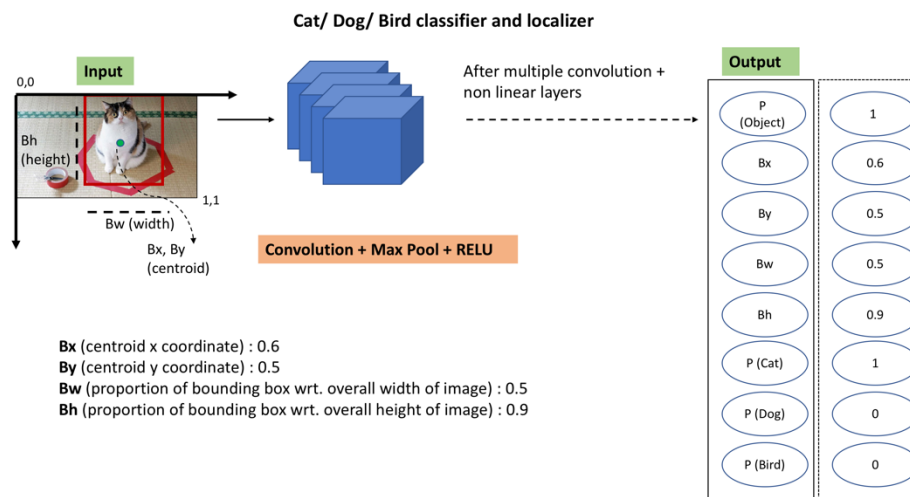 Cat/ Dog/ Bird classifier and localizer
Input
0,0
Bh
(height)
1,1
Bw (width)
Bx, By
(centroid)
After multiple convolution +
non linear layers
Convolution + Max Pool + RELU
Output
P
(Object)
1
Bx
0.6
By
0.5
Bw
0.5
Bh
0.9
P (Cat)
1
P (Dog)
0
P (Bird)
0
Bx (centroid x coordinate) : 0.6
By (centroid y coordinate) : 0.5
Bw (proportion of bounding box wrt. overall width of image) : 0.5
Bh (proportion of bounding box wrt. overall height of image) : 0.9